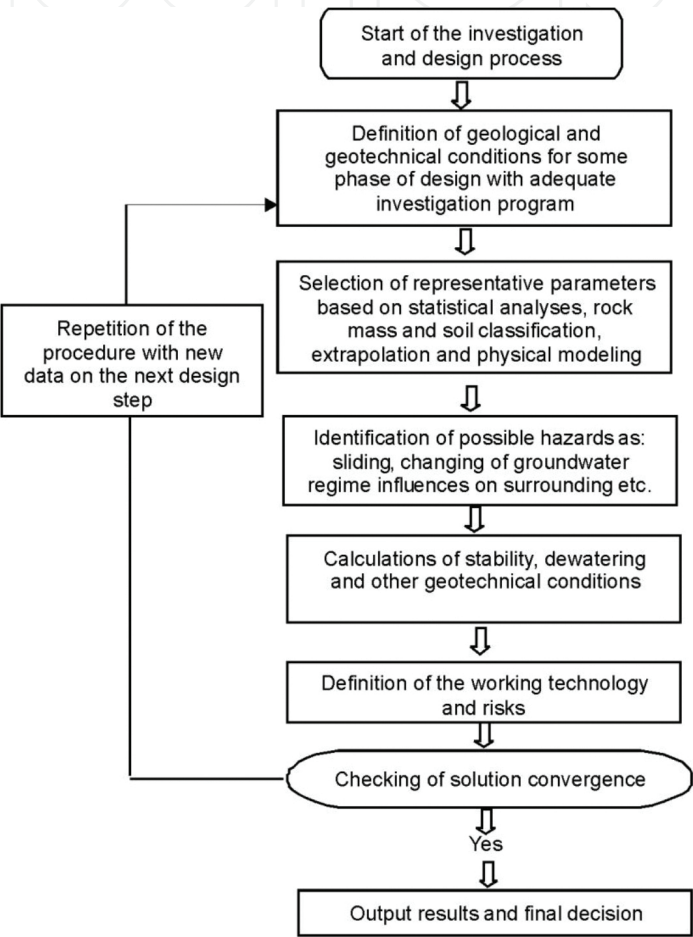 Start of the investigation
and design process
Definition of geological and
geotechnical conditions for some
phase of design with adequate
investigation program
Selection of representative parameters
based on statistical analyses, rock
mass and soil classification,
extrapolation and physical modeling
Repetition of the
procedure with new
data on the next design
step
Identification of possible hazards as:
sliding, changing of groundwater
regime influences on surrounding etc.
Calculations of stability, dewatering
and other geotechnical conditions
Definition of the working technology
and risks
Checking of solution convergence
Yes
Output results and final decision